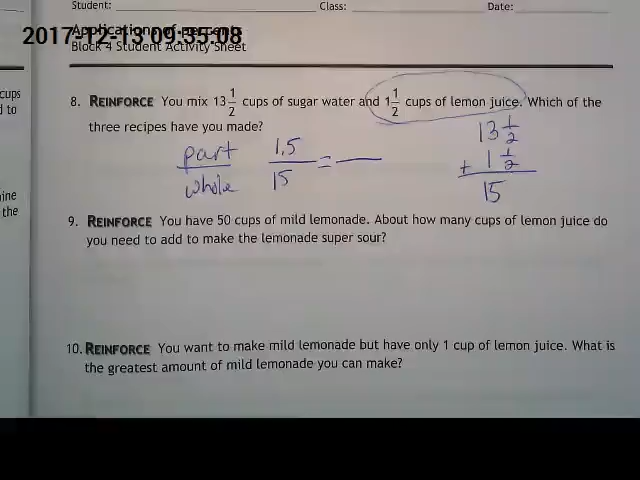 Student: Class: Date:
Applications of percents
2017-12-13 09:35:08
Block 4 Student Activity Sheet
cups
d to
8. REINFORCE You mix 13 1/2 cups of sugar water and 1 1/2 cups of lemon juice. Which of the
three recipes have you made?
part/whole 1.5/15 = —
13 1/2
+ 1 1/2
15
ine
the
9. REINFORCE You have 50 cups of mild lemonade. About how many cups of lemon juice do
you need to add to make the lemonade super sour?
10. REINFORCE You want to make mild lemonade but have only 1 cup of lemon juice. What is
the greatest amount of mild lemonade you can make?